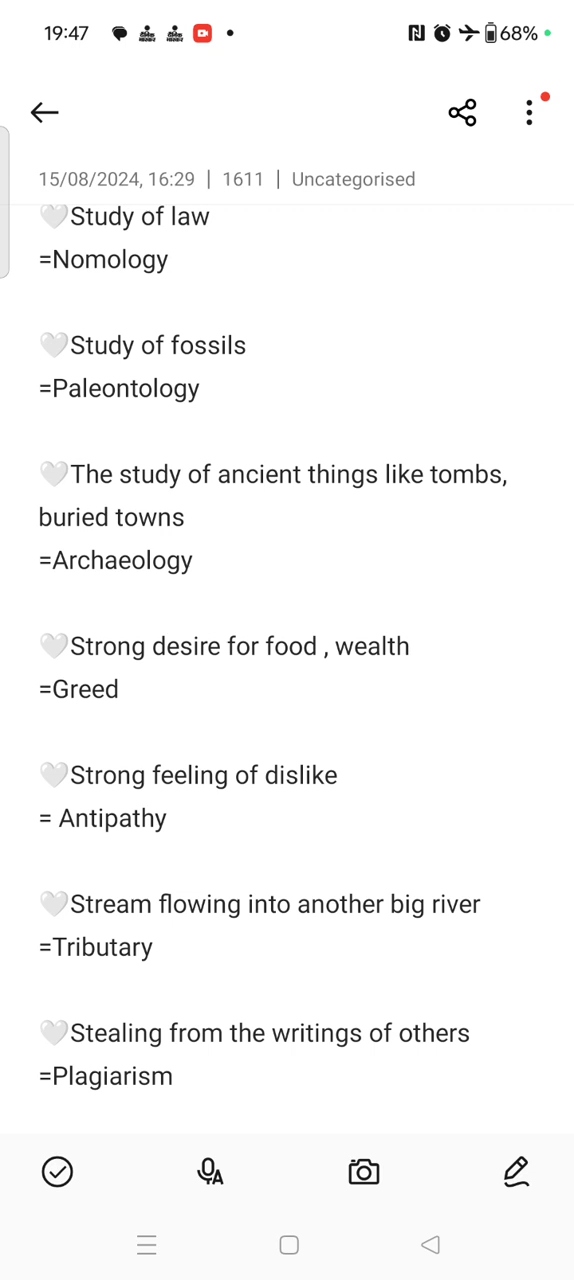 19:47
68%
15/08/2024, 16:29 | 1611 | Uncategorised
🤍Study of law
=Nomology
🤍Study of fossils
=Paleontology
🤍The study of ancient things like tombs,
buried towns
=Archaeology
🤍Strong desire for food , wealth
=Greed
🤍Strong feeling of dislike
= Antipathy
🤍Stream flowing into another big river
=Tributary
🤍Stealing from the writings of others
=Plagiarism